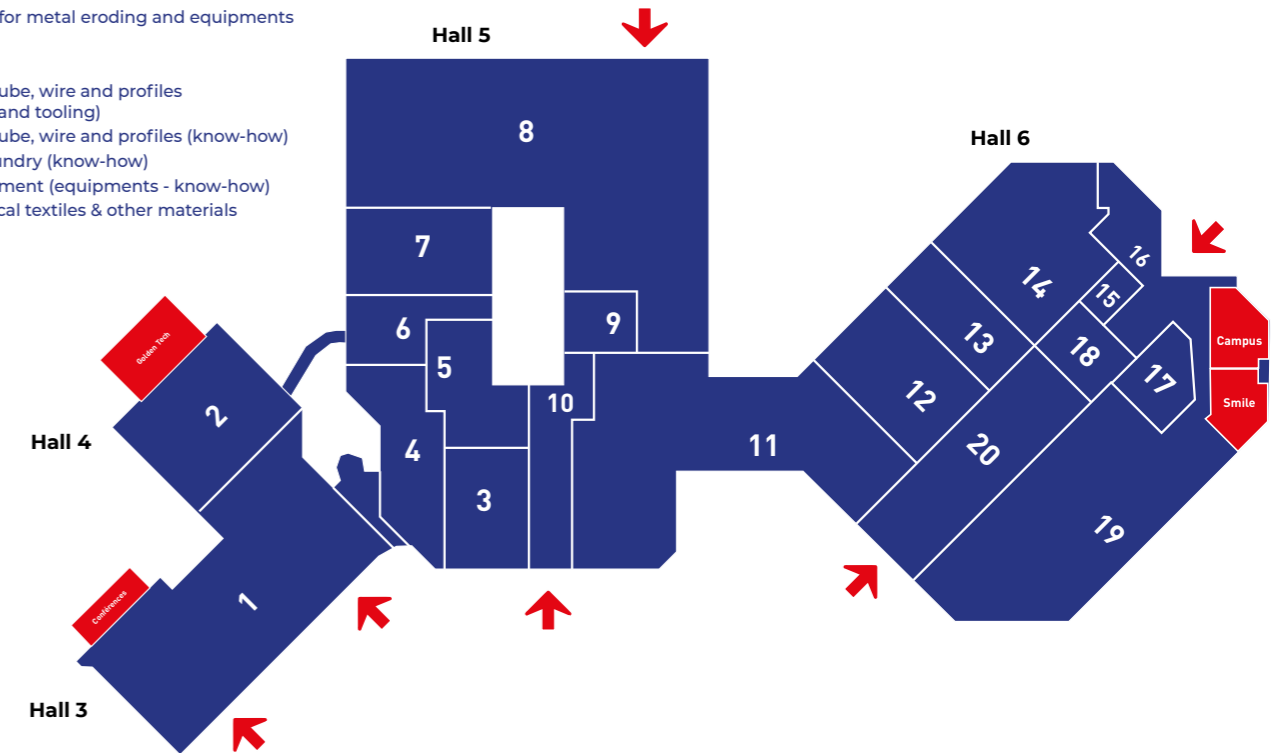 for metal eroding and equipments
ube, wire and profiles
and tooling)
ube, wire and profiles (know-how)
undry (know-how)
ment (equipments - know-how)
cal textiles & other materials
Hall 5
8
7
6
5
9
10
4
3
11
Hall 6
16
14
15
13
18
17
12
20
19
Campus
Smile
Golden Tech
2
Hall 4
Conférences
1
Hall 3